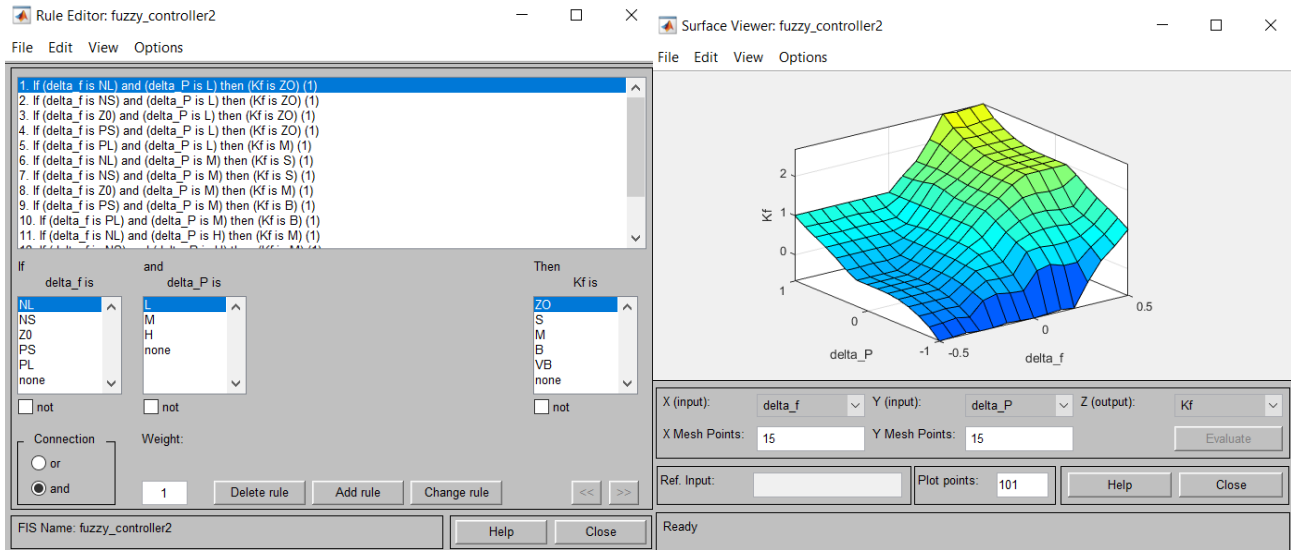 Rule Editor: fuzzy_controller2
File Edit View Options
1. If (delta_f is NL) and (delta_P is L) then (Kf is ZO) (1)
2. If (delta_f is NS) and (delta_P is L) then (Kf is ZO) (1)
3. If (delta_f is Z0) and (delta_P is L) then (Kf is ZO) (1)
4. If (delta_f is PS) and (delta_P is L) then (Kf is ZO) (1)
5. If (delta_f is PL) and (delta_P is L) then (Kf is M) (1)
6. If (delta_f is NL) and (delta_P is M) then (Kf is S) (1)
7. If (delta_f is NS) and (delta_P is M) then (Kf is S) (1)
8. If (delta_f is Z0) and (delta_P is M) then (Kf is M) (1)
9. If (delta_f is PS) and (delta_P is M) then (Kf is B) (1)
10. If (delta_f is PL) and (delta_P is M) then (Kf is B) (1)
11. If (delta_f is NL) and (delta_P is H) then (Kf is M) (1)
If and Then
delta_f is delta_P is Kf is
NL L ZO
NS M S
Z0 H M
PS none B
PL VB
none none
not not not
Connection Weight:
or
and 1 Delete rule Add rule Change rule << >>
FIS Name: fuzzy_controller2 Help Close
Surface Viewer: fuzzy_controller2
File Edit View Options
2
1
0
Kf
1
0
-1
delta_P
-0.5
0
0.5
delta_f
X (input): delta_f Y (input): delta_P Z (output): Kf
X Mesh Points: 15 Y Mesh Points: 15 Evaluate
Ref. Input: Plot points: 101 Help Close
Ready